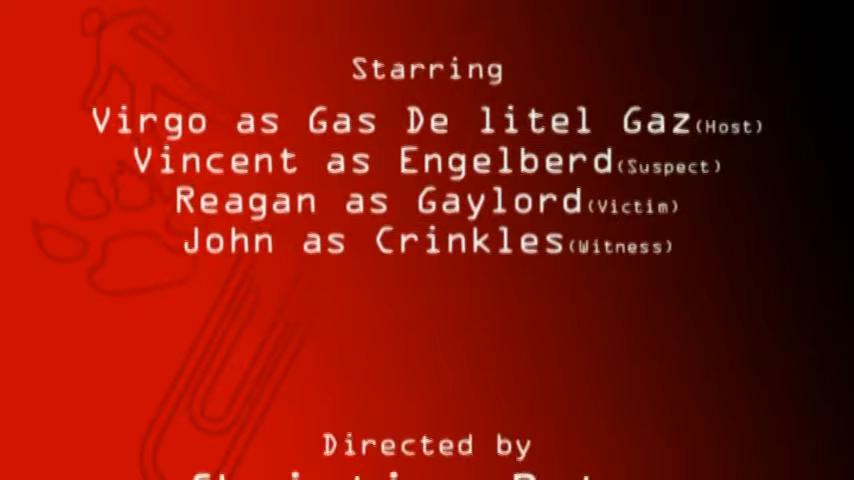 Starring
Virgo as Gas De litel Gaz(Host)
Vincent as Engelberd(Suspect)
Reagan as Gaylord(Victim)
John as Crinkles(Witness)
Directed by